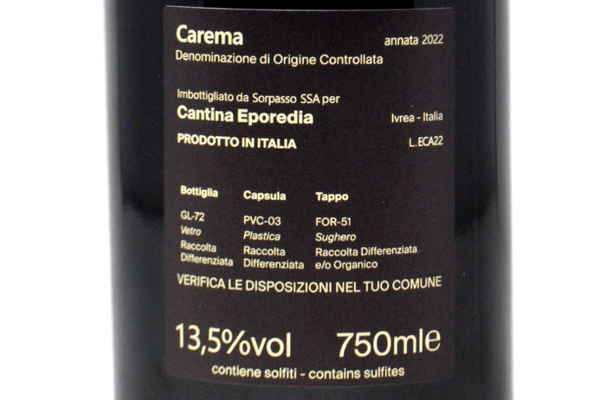 Carema annata 2022
Denominazione di Origine Controllata
Imbottigliato da Sorpasso SSA per
Cantina Eporedia Ivrea - Italia
PRODOTTO IN ITALIA L.ECA22
Bottiglia Capsula Tappo
GL-72 PVC-03 FOR-51
Vetro Plastica Sughero
Raccolta Raccolta Raccolta Differenziata
Differenziata Differenziata e/o Organico
VERIFICA LE DISPOSIZIONI NEL TUO COMUNE
13,5%vol 750ml℮
contiene solfiti - contains sulfites